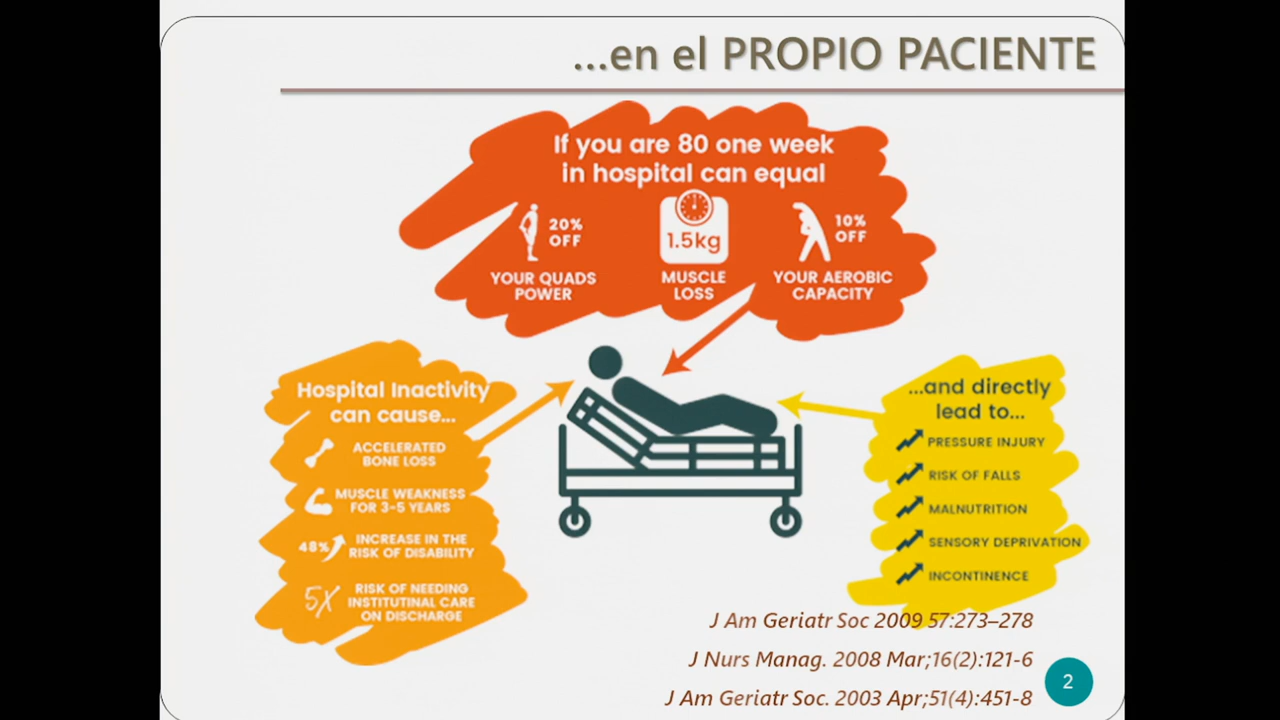 ...en el PROPIO PACIENTE
If you are 80 one week
in hospital can equal
20%
OFF
YOUR QUADS
POWER
1.5kg
MUSCLE
LOSS
10%
OFF
YOUR AEROBIC
CAPACITY
Hospital Inactivity
can cause...
ACCELERATED
BONE LOSS
MUSCLE WEAKNESS
FOR 3-5 YEARS
48%
INCREASE IN THE
RISK OF DISABILITY
5X
RISK OF NEEDING
INSTITUTINAL CARE
ON DISCHARGE
...and directly
lead to...
PRESSURE INJURY
RISK OF FALLS
MALNUTRITION
SENSORY DEPRIVATION
INCONTINENCE
J Am Geriatr Soc 2009 57:273–278
J Nurs Manag. 2008 Mar;16(2):121-6
J Am Geriatr Soc. 2003 Apr;51(4):451-8
2